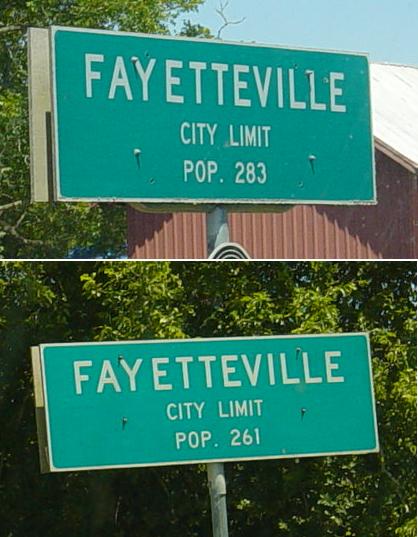 FAYETTEVILLE
CITY LIMIT
POP. 283
FAYETTEVILLE
CITY LIMIT
POP. 261